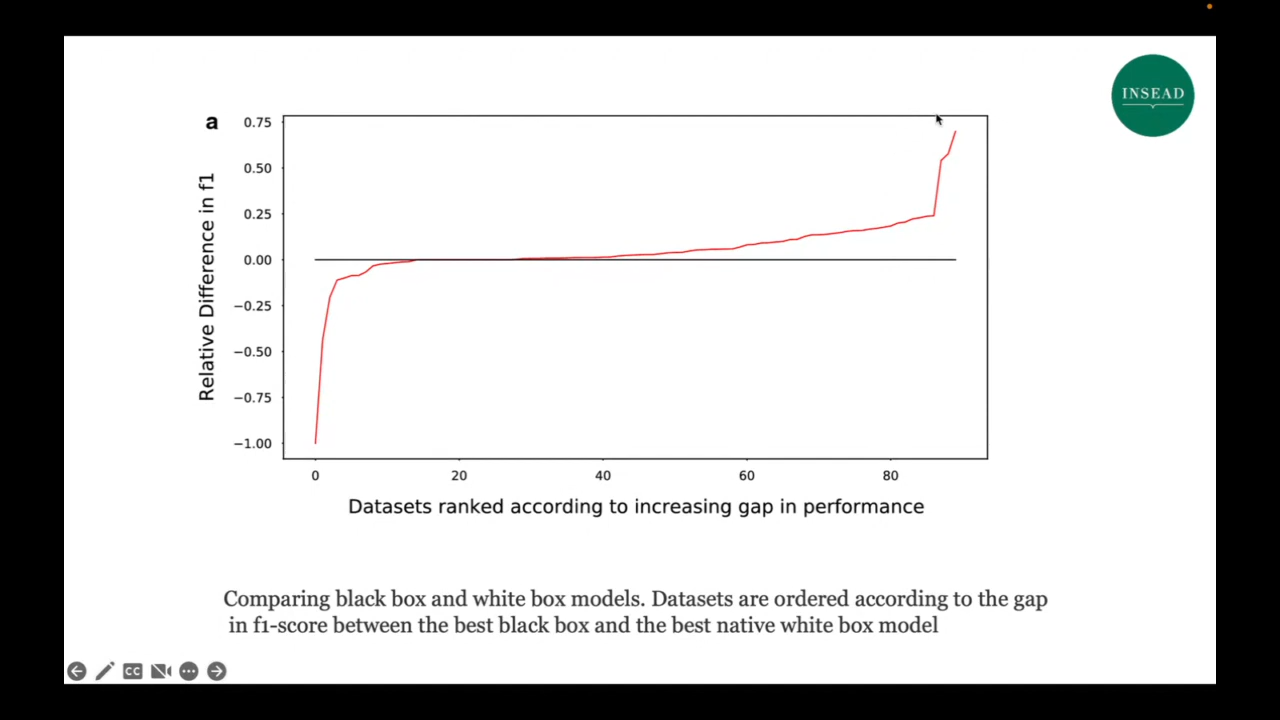 INSEAD
a
Relative Difference in f1
0.75
0.50
0.25
0.00
−0.25
−0.50
−0.75
−1.00
0 20 40 60 80
Datasets ranked according to increasing gap in performance
Comparing black box and white box models. Datasets are ordered according to the gap
in f1-score between the best black box and the best native white box model
CC